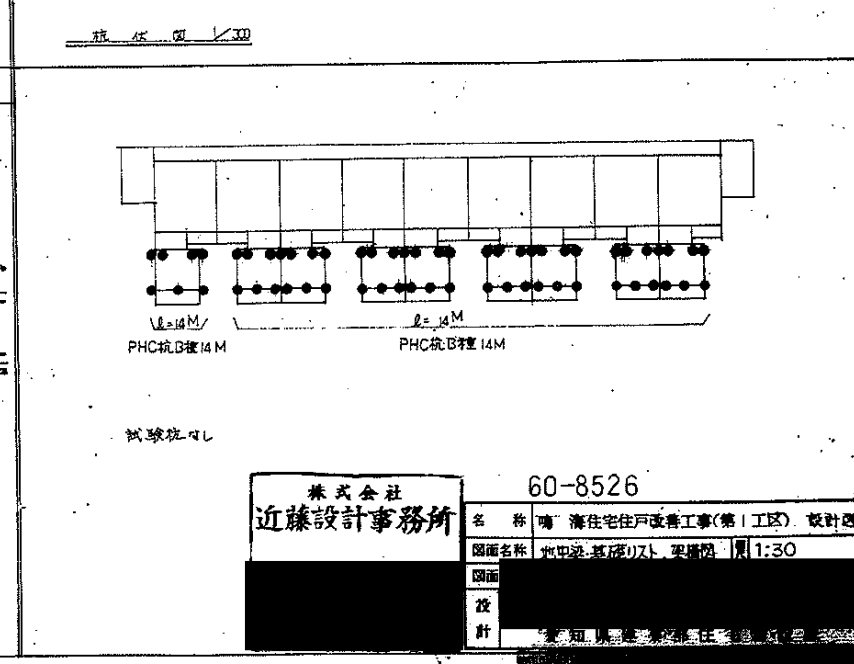 杭伏図 1/300
l=14M
l=14M
PHC杭B種14M
PHC杭B種14M
試験杭なし
60-8526
株式会社
近藤設計事務所
名称 鳴海住宅住戸改善工事(第1工区) 設計
図面名称 地中梁・基礎リスト、架構図 1:30
図面
設計